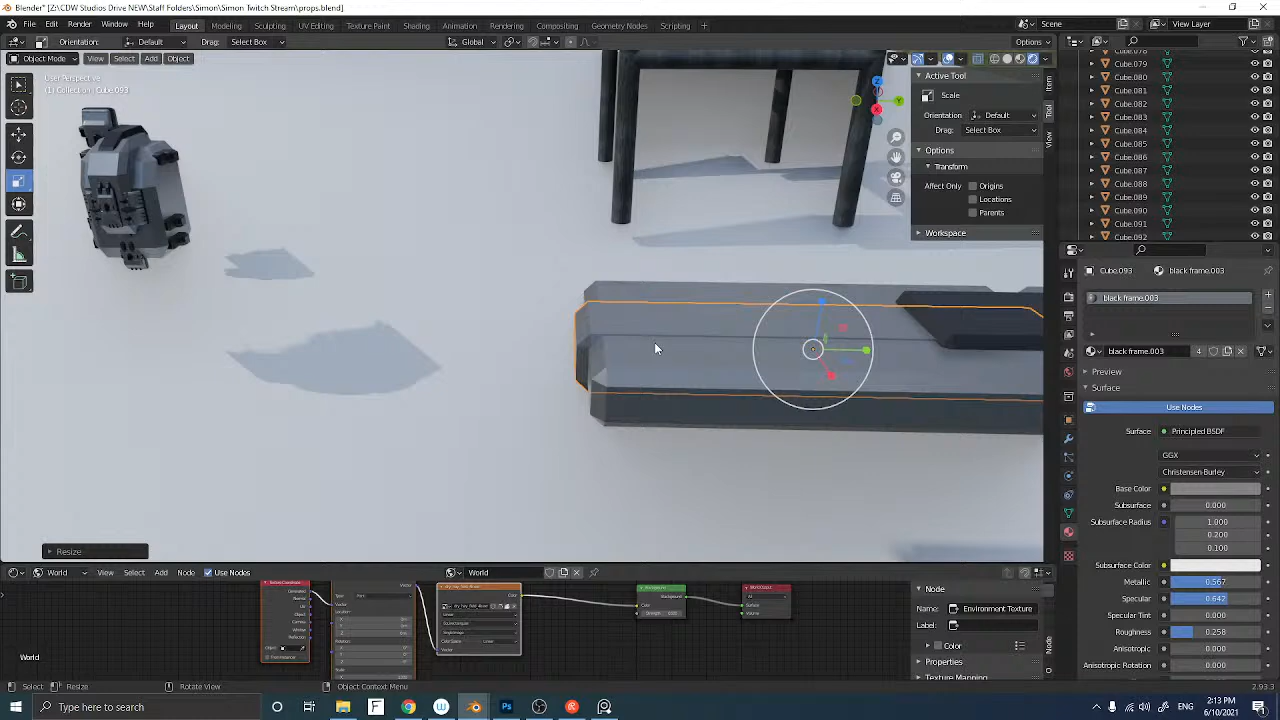 Blender* [Z:\CDW Studios Drive NEW\Staff Folders\Simon\Simon Twitch Stream\props.blend]
File Edit Render Window Help Layout Modeling Sculpting UV Editing Texture Paint Shading Animation Rendering Compositing Geometry Nodes Scripting + Scene View Layer
Orientation: Default Drag: Select Box Global Options
Object Mode View Select Add Object
User Perspective
(1) Collection | Cube.093
Active Tool
Scale
Orientation Default
Drag: Select Box
Options
Transform
Affect Only Origins
Locations
Parents
Workspace
Item
Tool
View
Cube.078
Cube.079
Cube.081
Cube.082
Cube.083
Cube.084
Cube.085
Cube.086
Cube.087
Cube.088
Cube.089
Cube.090
Cube.091
Cube.092
Cube.093 black frame.003
black frame.003
black frame.003 4
Preview
Surface
Use Nodes
Surface: Principled BSDF
GGX
Christensen-Burley
Base Color
Subsurface 0.000
Subsurface Radius 1.000
0.200
0.100
Subsurface Color
Metallic 0.567
Specular 0.642
Specular Tint 0.000
Roughness 0.258
Anisotropic 0.000
Anisotropic Rotation 0.000
Resize
World View Select Add Node Use Nodes World
Node
Name: Environment Texture
Label:
Color:
Properties
Texture Mapping
Node
World
Select Resize Rotate View Object Context Menu 2.93.3
Type here to search
2:13 PM
6/10/2021